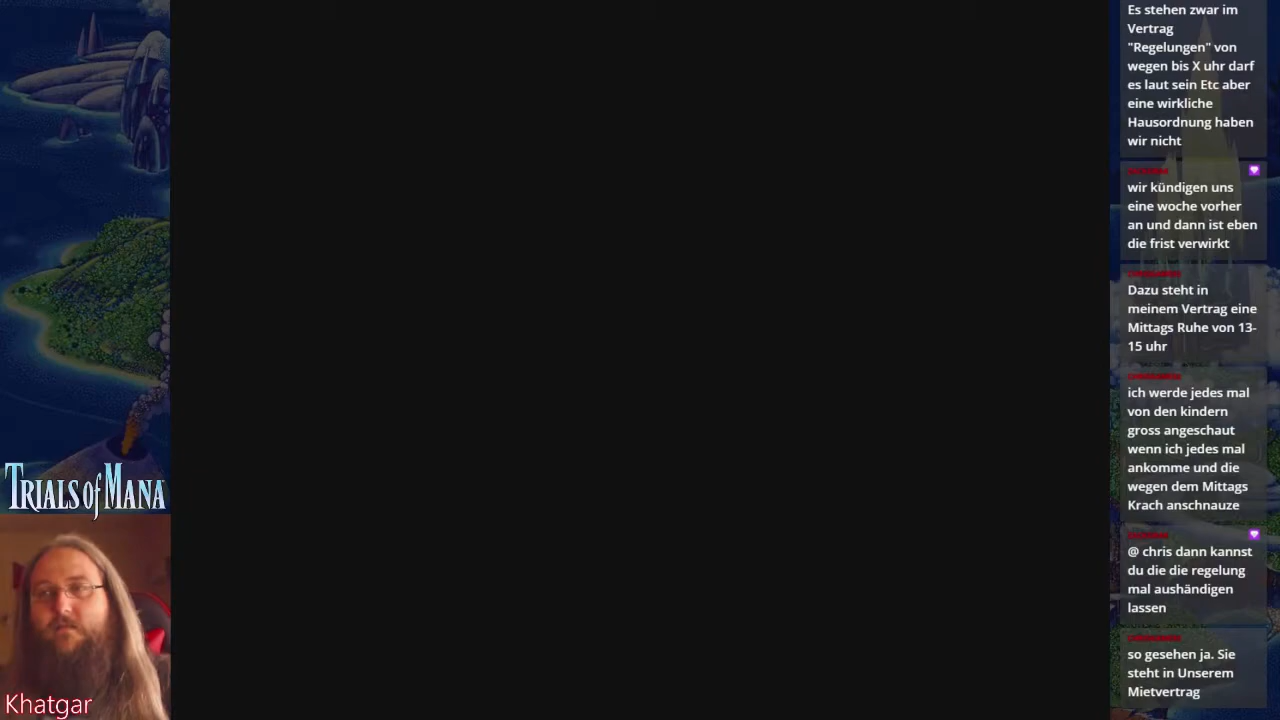 Es stehen zwar im
Vertrag
"Regelungen" von
wegen bis X uhr darf
es laut sein Etc aber
eine wirkliche
Hausordnung haben
wir nicht
wir kündigen uns
eine woche vorher
an und dann ist eben
die frist verwirkt
Dazu steht in
meinem Vertrag eine
Mittags Ruhe von 13-
15 uhr
ich werde jedes mal
von den kindern
gross angeschaut
wenn ich jedes mal
ankomme und die
wegen dem Mittags
Krach anschnauze
@ chris dann kannst
du die die regelung
mal aushändigen
lassen
so gesehen ja. Sie
steht in Unserem
Mietvertrag
TRIALS of MANA
Khatgar